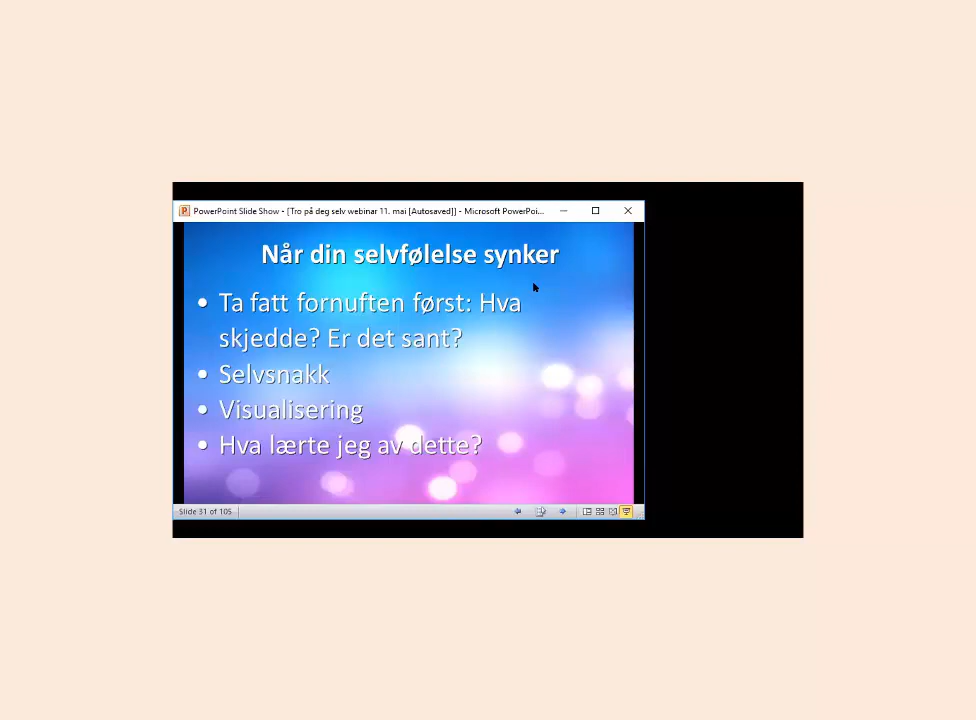 PowerPoint Slide Show - [Tro på deg selv webinar 11. mai [Autosaved]] - Microsoft PowerPoi...
Når din selvfølelse synker
• Ta fatt fornuften først: Hva
skjedde? Er det sant?
• Selvsnakk
• Visualisering
• Hva lærte jeg av dette?
Slide 31 of 105